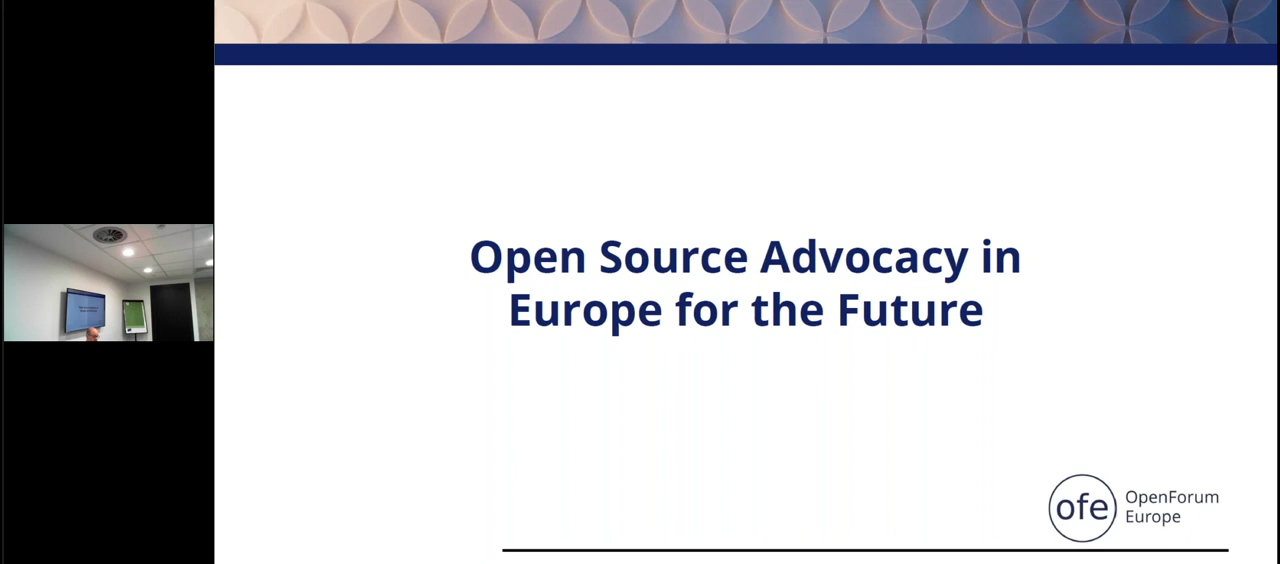 Open Source Advocacy in
Europe for the Future
ofe
OpenForum
Europe